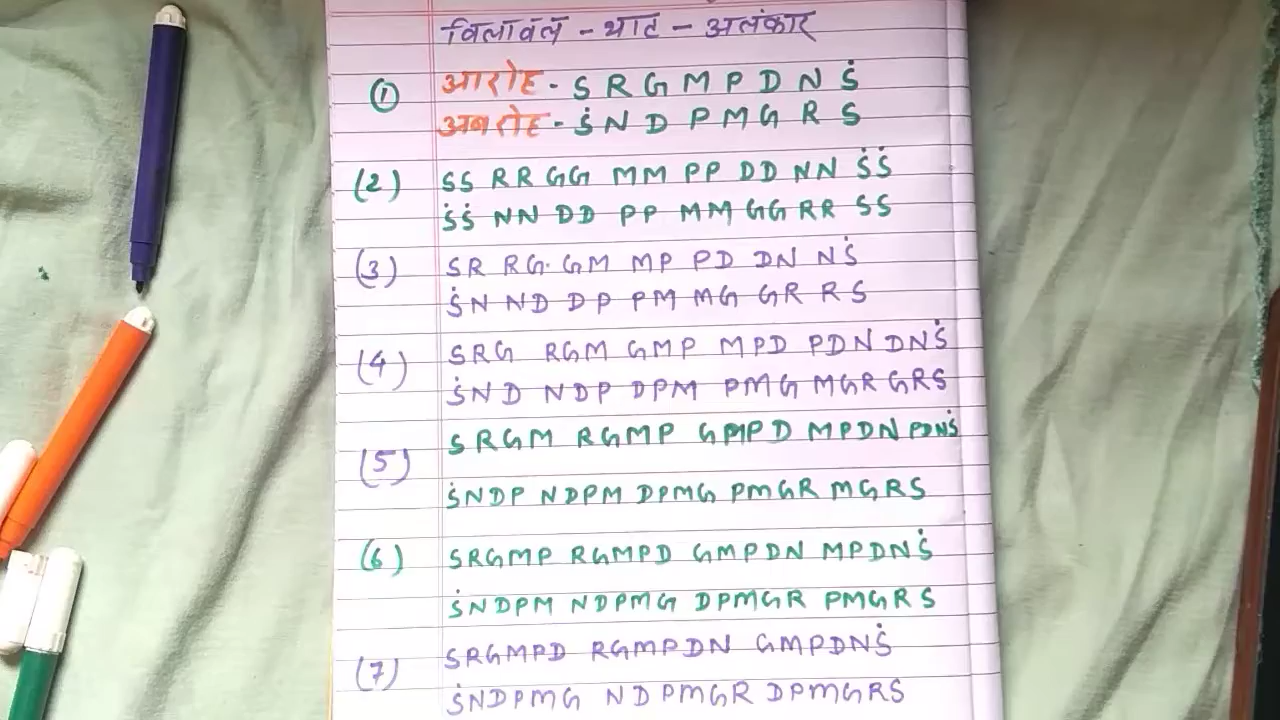 बिलावल - थाट - अलंकार
① आरोह - S R G M P D N Ṡ
अवरोह - Ṡ N D P M G R S
(2) SS RR GG MM PP DD NN ṠṠ
ṠṠ NN DD PP MM GG RR SS
(3) SR RG. GM MP PD DN NṠ
ṠN ND DP PM MG GR RS
(4) SRG RGM GMP MPD PDN DNṠ
ṠND NDP DPM PMG MGR GRS
(5) SRGM RGMP GMPD MPDN PDNṠ
ṠNDP NDPM DPMG PMGR MGRS
(6) SRGMP RGMPD GMPDN MPDNṠ
ṠNDPM NDPMG DPMGR PMGRS
(7) SRGMPD RGMPDN GMPDNṠ
ṠNDPMG NDPMGR DPMGRS